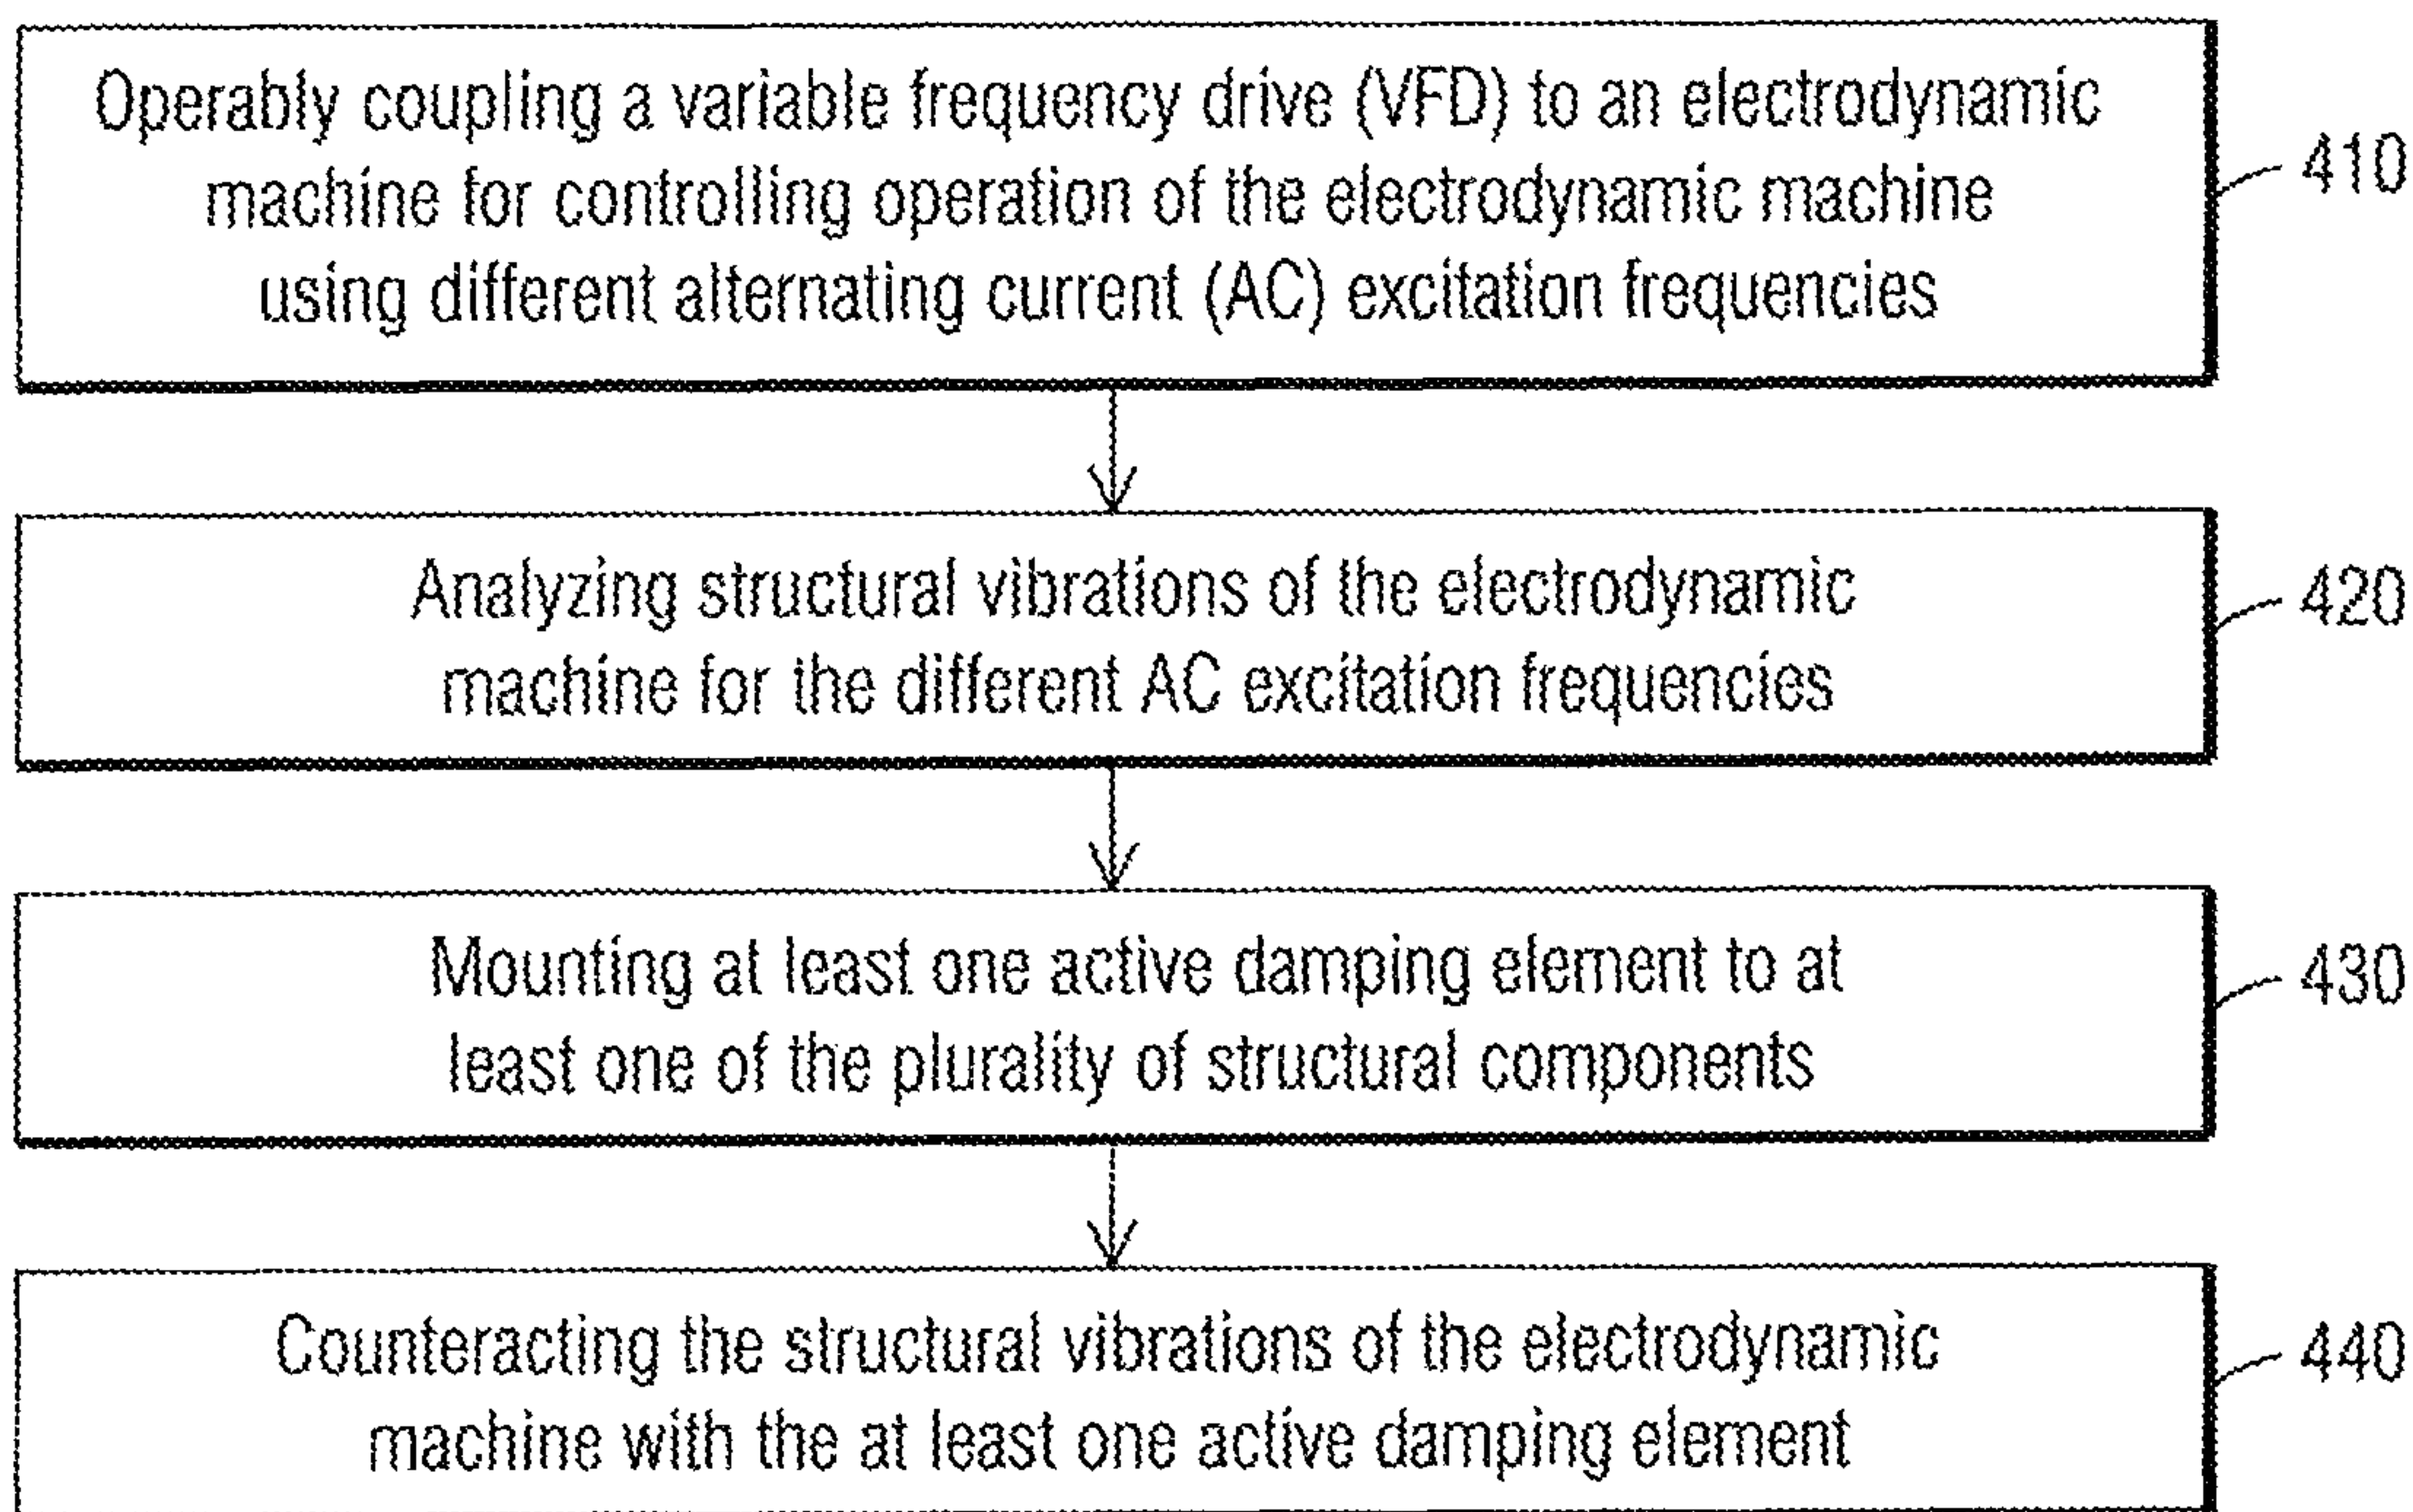 Operably coupling a variable frequency drive (VFD) to an electrodynamic
machine for controlling operation of the electrodynamic machine
using different alternating current (AC) excitation frequencies
410
Analyzing structural vibrations of the electrodynamic
machine for the different AC excitation frequencies
420
Mounting at least one active damping element to at
least one of the plurality of structural components
430
Counteracting the structural vibrations of the electrodynamic
machine with the at least one active damping element
440